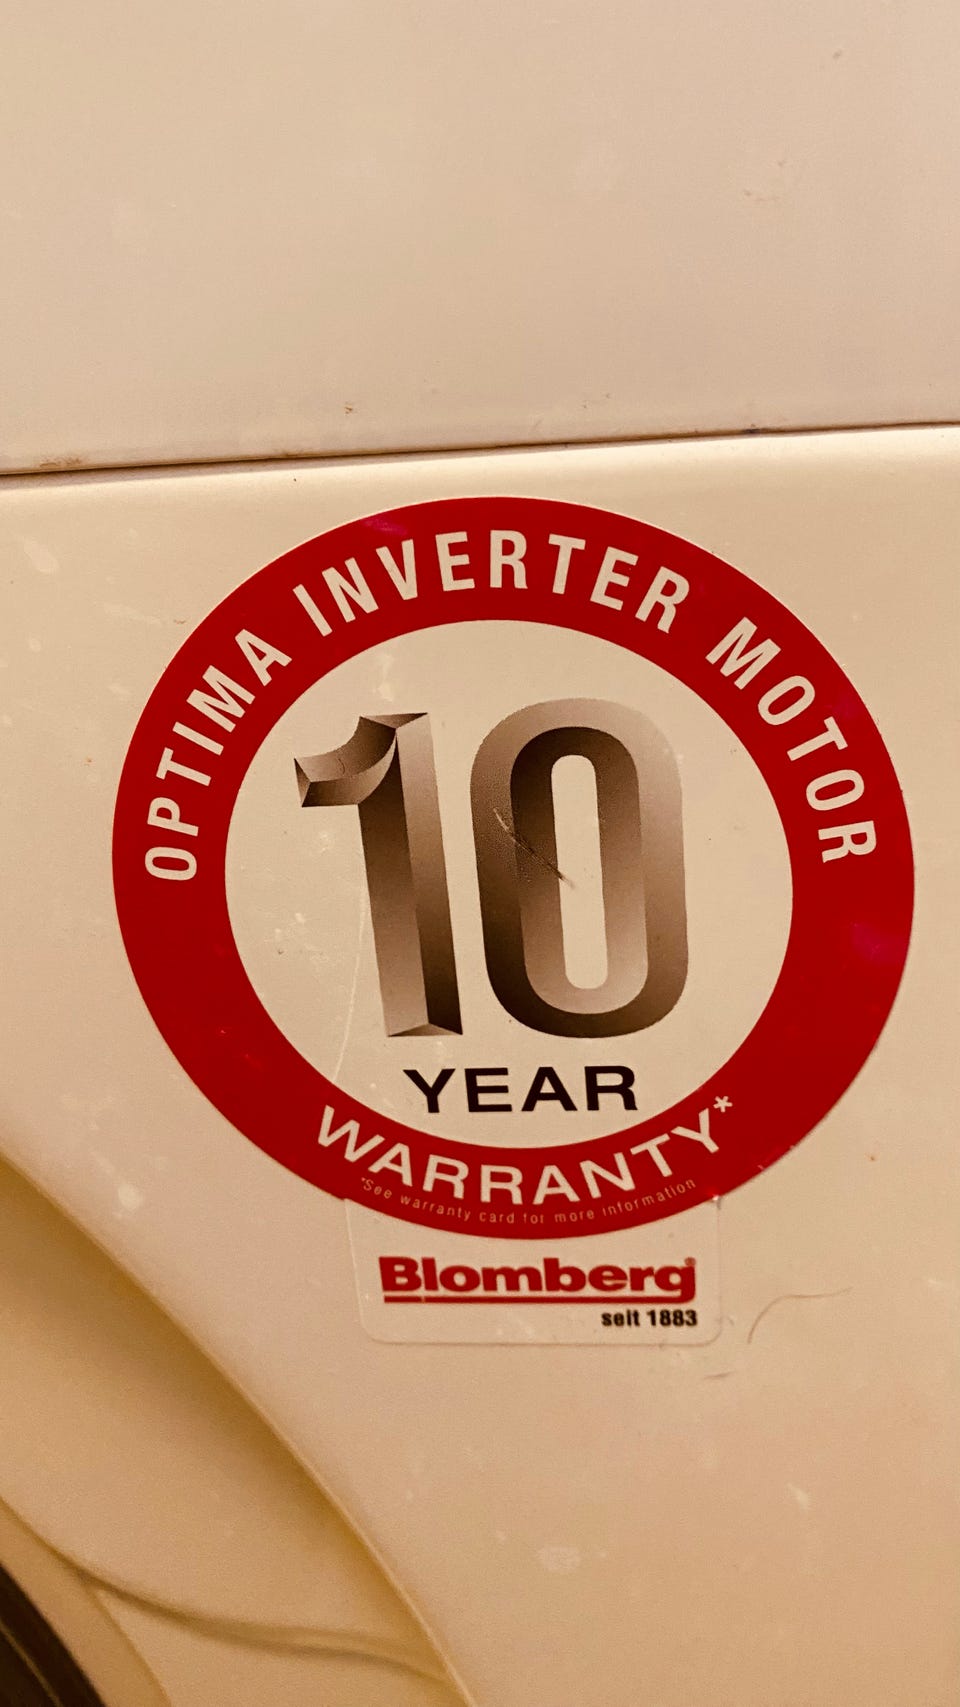 OPTIMA INVERTER MOTOR
10
YEAR
WARRANTY*
*See warranty card for more information
Blomberg®
seit 1883